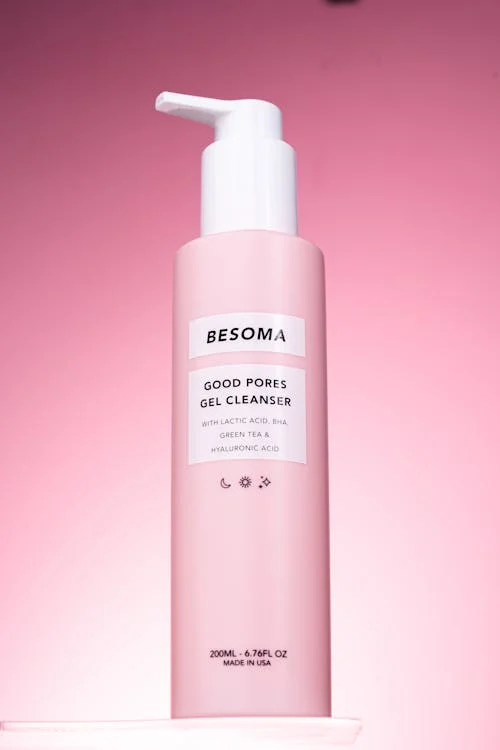 BESOMA
GOOD PORES
GEL CLEANSER
WITH LACTIC ACID, BHA,
GREEN TEA &
HYALURONIC ACID
200ML - 6.76FL OZ
MADE IN USA